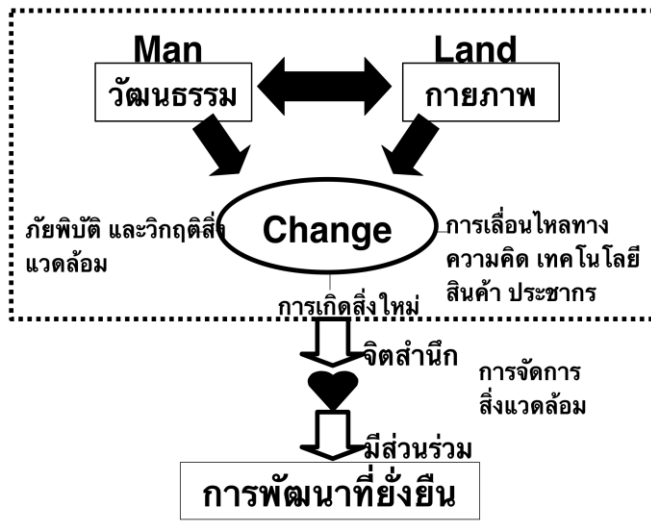 Man
Land
วัฒนธรรม
กายภาพ
ภัยพิบัติ และวิกฤติสิ่ง
แวดล้อม
Change
การเลื่อนไหลทาง
ความคิด เทคโนโลยี
สินค้า ประชากร
การเกิดสิ่งใหม่
จิตสำนึก
การจัดการ
สิ่งแวดล้อม
มีส่วนร่วม
การพัฒนาที่ยั่งยืน